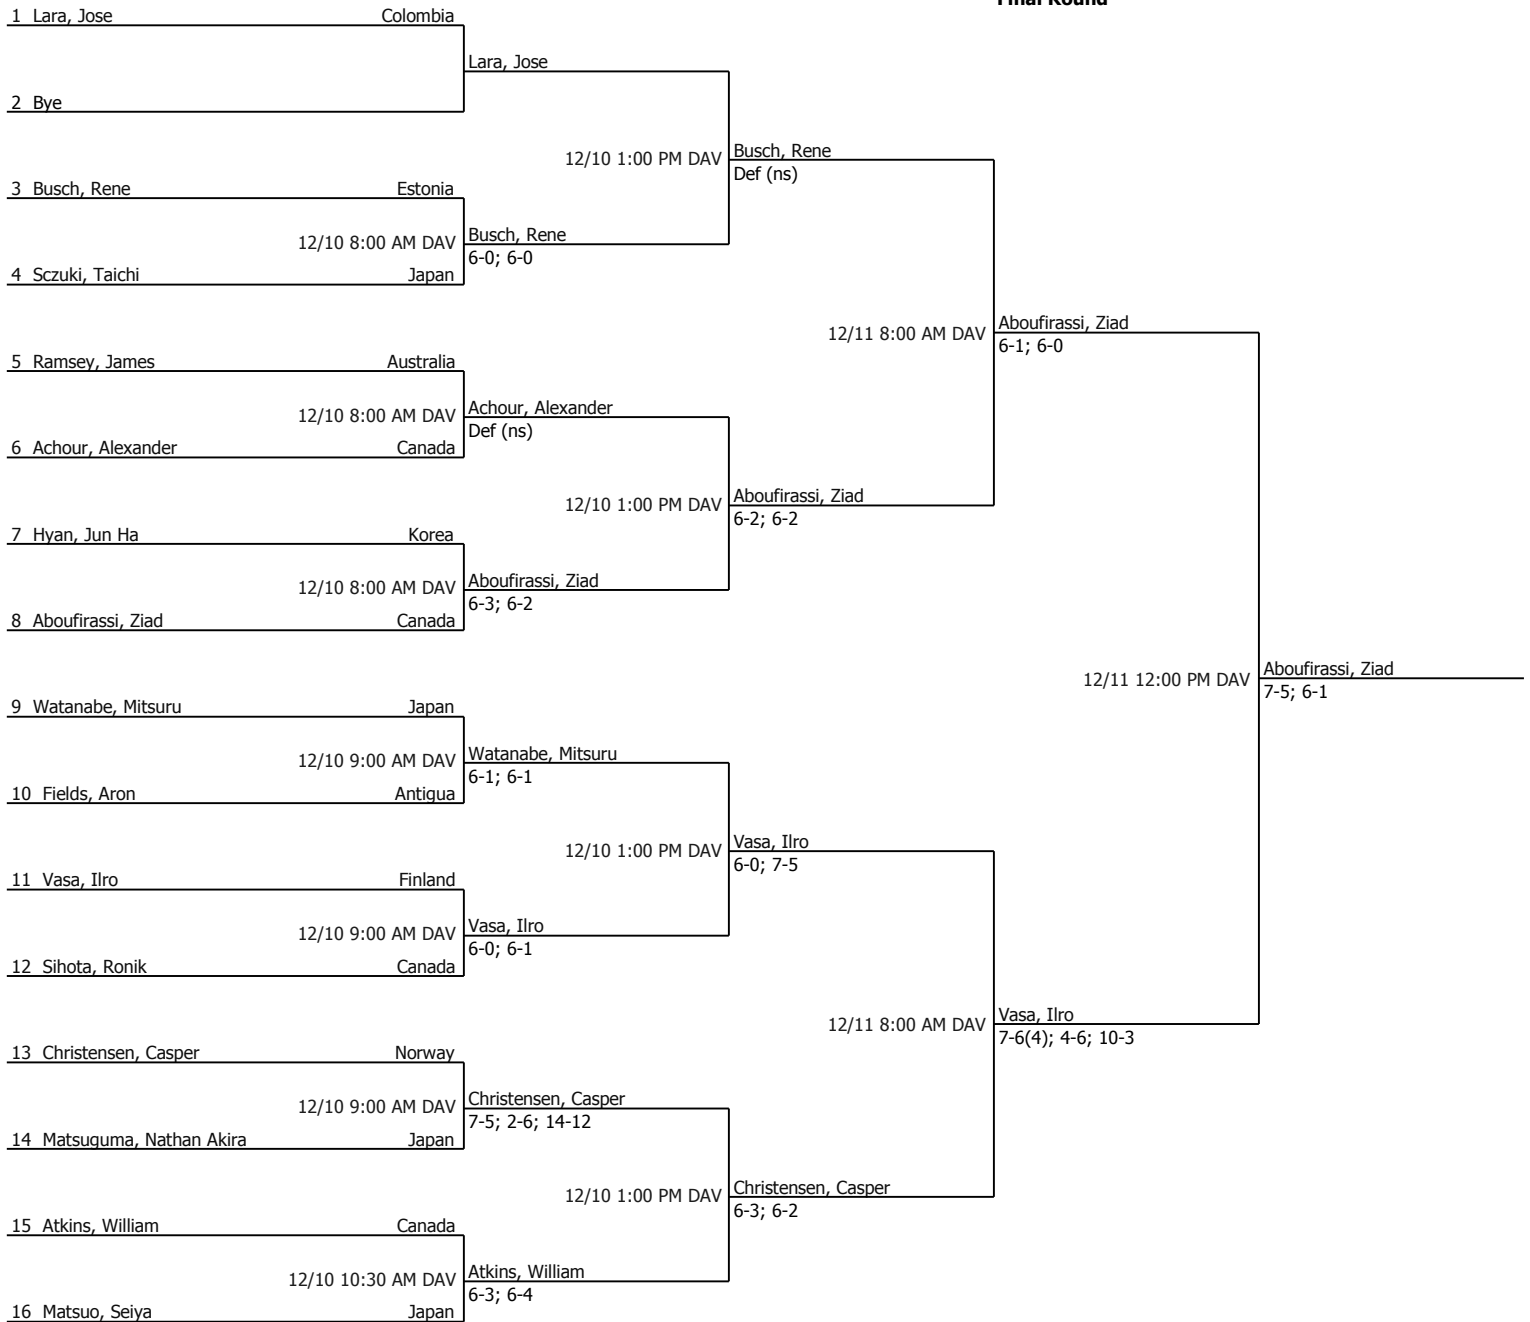 Final Round
1 Lara, Jose Colombia
Lara, Jose
2 Bye
12/10 1:00 PM DAV Busch, Rene
Def (ns)
3 Busch, Rene Estonia
12/10 8:00 AM DAV Busch, Rene
6-0; 6-0
4 Sczuki, Taichi Japan
12/11 8:00 AM DAV Aboufirassi, Ziad
6-1; 6-0
5 Ramsey, James Australia
12/10 8:00 AM DAV Achour, Alexander
Def (ns)
6 Achour, Alexander Canada
12/10 1:00 PM DAV Aboufirassi, Ziad
6-2; 6-2
7 Hyan, Jun Ha Korea
12/10 8:00 AM DAV Aboufirassi, Ziad
6-3; 6-2
8 Aboufirassi, Ziad Canada
12/11 12:00 PM DAV Aboufirassi, Ziad
7-5; 6-1
9 Watanabe, Mitsuru Japan
12/10 9:00 AM DAV Watanabe, Mitsuru
6-1; 6-1
10 Fields, Aron Antigua
12/10 1:00 PM DAV Vasa, Ilro
6-0; 7-5
11 Vasa, Ilro Finland
12/10 9:00 AM DAV Vasa, Ilro
6-0; 6-1
12 Sihota, Ronik Canada
12/11 8:00 AM DAV Vasa, Ilro
7-6(4); 4-6; 10-3
13 Christensen, Casper Norway
12/10 9:00 AM DAV Christensen, Casper
7-5; 2-6; 14-12
14 Matsuguma, Nathan Akira Japan
12/10 1:00 PM DAV Christensen, Casper
6-3; 6-2
15 Atkins, William Canada
12/10 10:30 AM DAV Atkins, William
6-3; 6-4
16 Matsuo, Seiya Japan